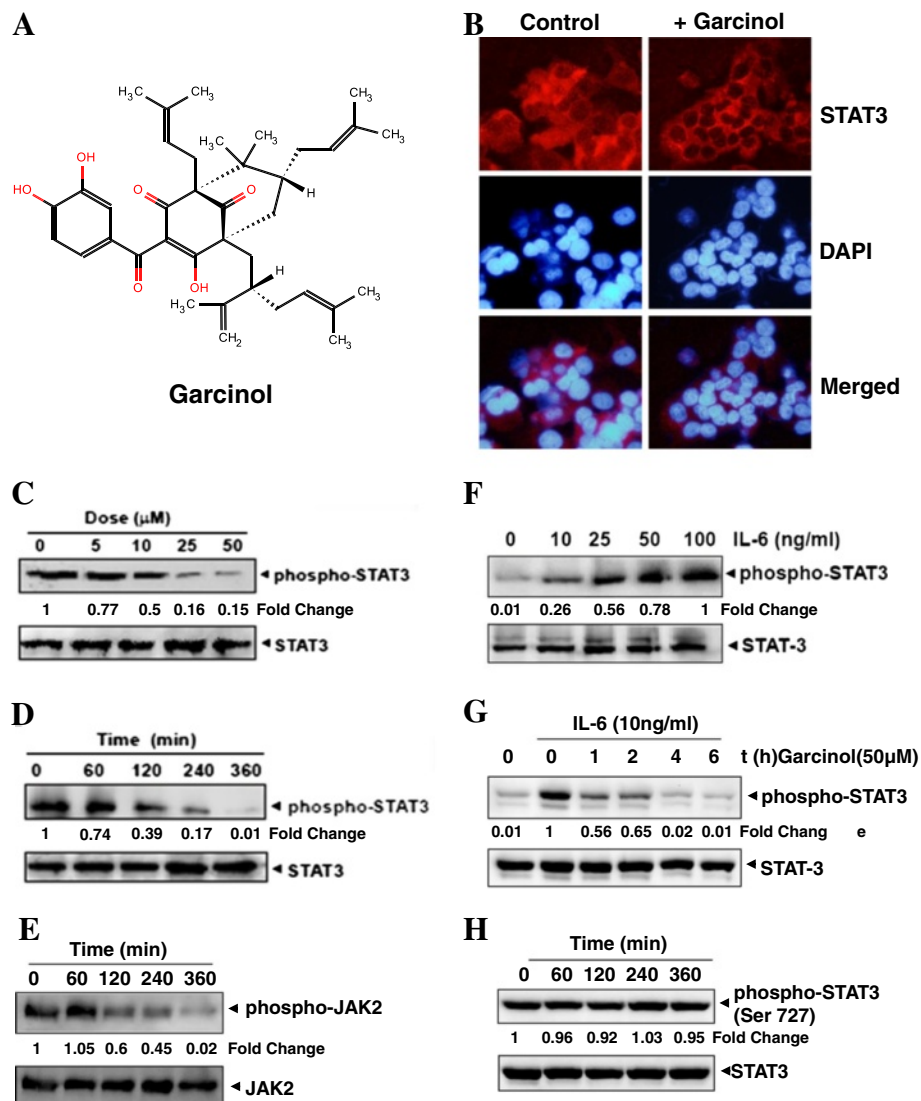 A
H₃C CH₃
CH₃
H₃C CH₃
CH₃
OH
HO
O O
H
O
OH
H
H₃C
CH₃
CH₂
CH₃
Garcinol
B
Control + Garcinol
STAT3
DAPI
Merged
C
Dose (µM)
0 5 10 25 50
phospho-STAT3
1 0.77 0.5 0.16 0.15 Fold Change
STAT3
D
Time (min)
0 60 120 240 360
phospho-STAT3
1 0.74 0.39 0.17 0.01 Fold Change
STAT3
E
Time (min)
0 60 120 240 360
phospho-JAK2
1 1.05 0.6 0.45 0.02 Fold Change
JAK2
F
0 10 25 50 100 IL-6 (ng/ml)
phospho-STAT3
0.01 0.26 0.56 0.78 1 Fold Change
STAT-3
G
IL-6 (10ng/ml)
0 0 1 2 4 6 t (h)Garcinol(50µM)
phospho-STAT3
0.01 1 0.56 0.65 0.02 0.01 Fold Chang e
STAT-3
H
Time (min)
0 60 120 240 360
phospho-STAT3
(Ser 727)
1 0.96 0.92 1.03 0.95 Fold Change
STAT3